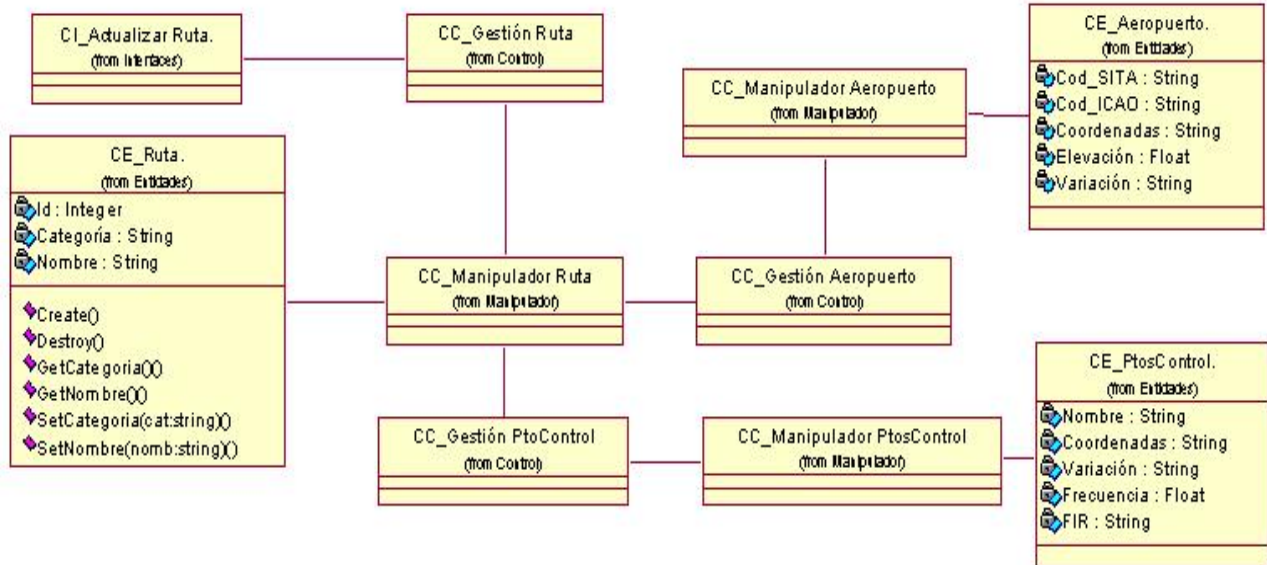 CI_Actualizar Ruta.
(from Interfaces)
CC_Gestión Ruta
(from Control)
CE_Aeropuerto.
(from Entidades)
Cod_SITA : String
Cod_ICAO : String
Coordenadas : String
Elevación : Float
Variación : String
CC_Manipulador Aeropuerto
(from Manipulador)
CE_Ruta.
(from Entidades)
Id : Integer
Categoría : String
Nombre : String
Create()
Destroy()
GetCategoria()()
GetNombre()()
SetCategoria(cat:string)()
SetNombre(nomb:string)()
CC_Manipulador Ruta
(from Manipulador)
CC_Gestión Aeropuerto
(from Control)
CC_Gestión PtoControl
(from Control)
CC_Manipulador PtosControl
(from Manipulador)
CE_PtosControl.
(from Entidades)
Nombre : String
Coordenadas : String
Variación : String
Frecuencia : Float
FIR : String